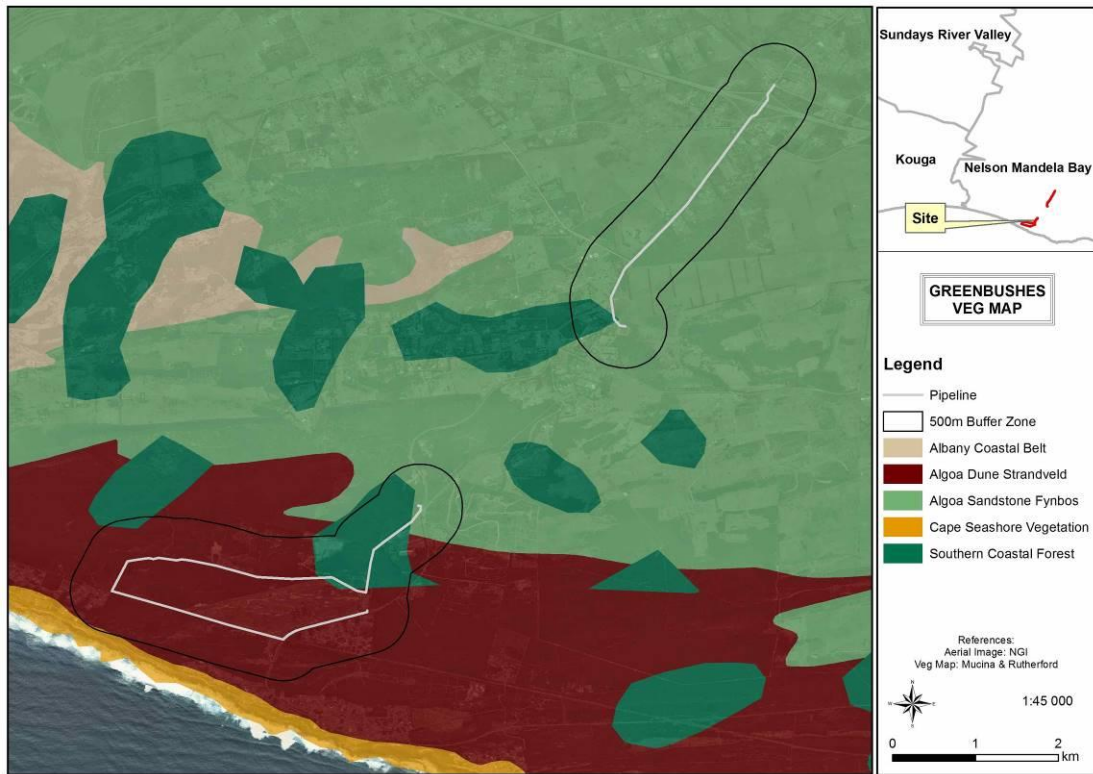 Sundays River Valley
Kouga
Nelson Mandela Bay
Site
GREENBUSHES
VEG MAP
Legend
Pipeline
500m Buffer Zone
Albany Coastal Belt
Algoa Dune Strandveld
Algoa Sandstone Fynbos
Cape Seashore Vegetation
Southern Coastal Forest
References:
Aerial Image: NGI
Veg Map: Mucina & Rutherford
N
W E
S
1:45 000
0 1 2
km